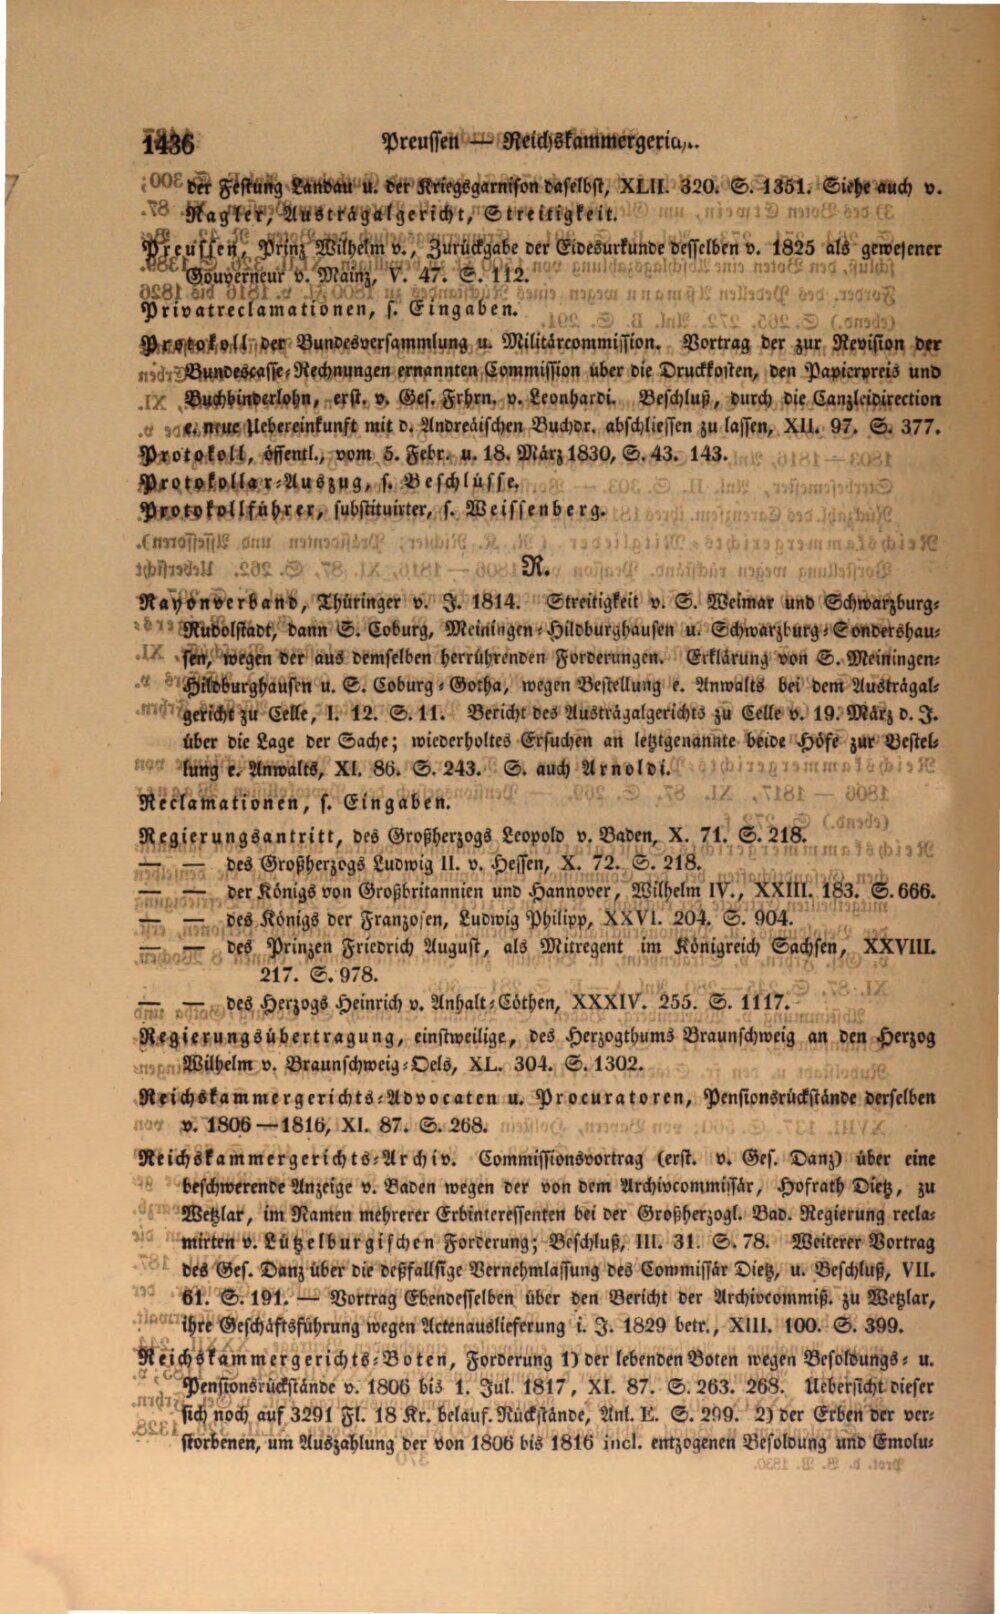 1436 Preussen — Reichskammergeric...
der Festung Landau u. der Kriegsgarnison daselbst, XLII. 320. S. 1351. Siehe auch v.
Nagler, Austrägalgericht, Streitigkeit.
Preussen, Prinz Wilhelm v., Zurückgabe der Eidesurkunde desselben v. 1825 als gewesener
Gouverneur v. Mainz, V. 47. S. 112.
Privatreclamationen, s. Eingaben.
Protokoll der Bundesversammlung u. Militärcommission. Vortrag der zur Revision der
Bundescasse-Rechnungen ernannten Commission über die Druckkosten, den Papierpreis und
Buchbinderlohn, erst. v. Ges. Frhrn. v. Leonhardi. Beschluß, durch die Canzleidirection
e. neue Uebereinkunft mit d. Andreäischen Buchdr. abschliessen zu lassen, XII. 97. S. 377.
Protokoll, öffentl., vom 5. Febr. u. 18. März 1830, S. 43. 143.
Protokollar-Auszug, s. Beschlüsse.
Protokollführer, substituirter, s. Weissenberg.
R.
Rayonverband, Thüringer v. J. 1814. Streitigkeit v. S. Weimar und Schwarzburg-
Rudolstadt, dann S. Coburg, Meiningen-Hildburghausen u. Schwarzburg-Sondershau-
sen, wegen der aus demselben herrührenden Forderungen. Erklärung von S. Meiningen-
Hildburghausen u. S. Coburg-Gotha, wegen Bestellung e. Anwalts bei dem Austrägal-
gericht zu Celle, I. 12. S. 11. Bericht des Austrägalgerichts zu Celle v. 19. März d. J.
über die Lage der Sache; wiederholtes Ersuchen an letztgenannte beide Höfe zur Bestel-
lung e. Anwalts, XI. 86. S. 243. S. auch Arnoldi.
Reclamationen, s. Eingaben.
Regierungsantritt, des Großherzogs Leopold v. Baden, X. 71. S. 218.
— — des Großherzogs Ludwig II. v. Hessen, X. 72. S. 218.
— — der Königs von Großbritannien und Hannover, Wilhelm IV., XXIII. 183. S. 666.
— — des Königs der Franzosen, Ludwig Philipp, XXVI. 204. S. 904.
— — des Prinzen Friedrich August, als Mitregent im Königreich Sachsen, XXVIII.
217. S. 978.
— — des Herzogs Heinrich v. Anhalt-Cöthen, XXXIV. 255. S. 1117.
Regierungsübertragung, einstweilige, des Herzogthums Braunschweig an den Herzog
Wilhelm v. Braunschweig-Oels, XL. 304. S. 1302.
Reichskammergerichts-Advocaten u. Procuratoren, Pensionsrückstände derselben
v. 1806—1816, XI. 87. S. 268.
Reichskammergerichts-Archiv. Commissionsvortrag (erst. v. Ges. Danz) über eine
beschwerende Anzeige v. Baden wegen der von dem Archivcommissär, Hofrath Dietz, zu
Wetzlar, im Namen mehrerer Erbinteressenten bei der Großherzogl. Bad. Regierung recla-
mirten v. Lützelburgischen Forderung; Beschluß, III. 31. S. 78. Weiterer Vortrag
des Ges. Danz über die deßfallsige Vernehmlassung des Commissär Dietz, u. Beschluß, VII.
61. S. 191. — Vortrag Ebendesselben über den Bericht der Archivcommiß. zu Wetzlar,
ihre Geschäftsführung wegen Actenauslieferung i. J. 1829 betr., XIII. 100. S. 399.
Reichskammergerichts-Boten, Forderung 1) der lebenden Boten wegen Besoldungs- u.
Pensionsrückstände v. 1806 bis 1. Jul. 1817, XI. 87. S. 263. 268. Uebersicht dieser
sich noch auf 3291 Fl. 18 Kr. belauf. Rückstände, Anl. E. S. 299. 2) der Erben der ver-
storbenen, um Auszahlung der von 1806 bis 1816 incl. entzogenen Besoldung und Emolu-